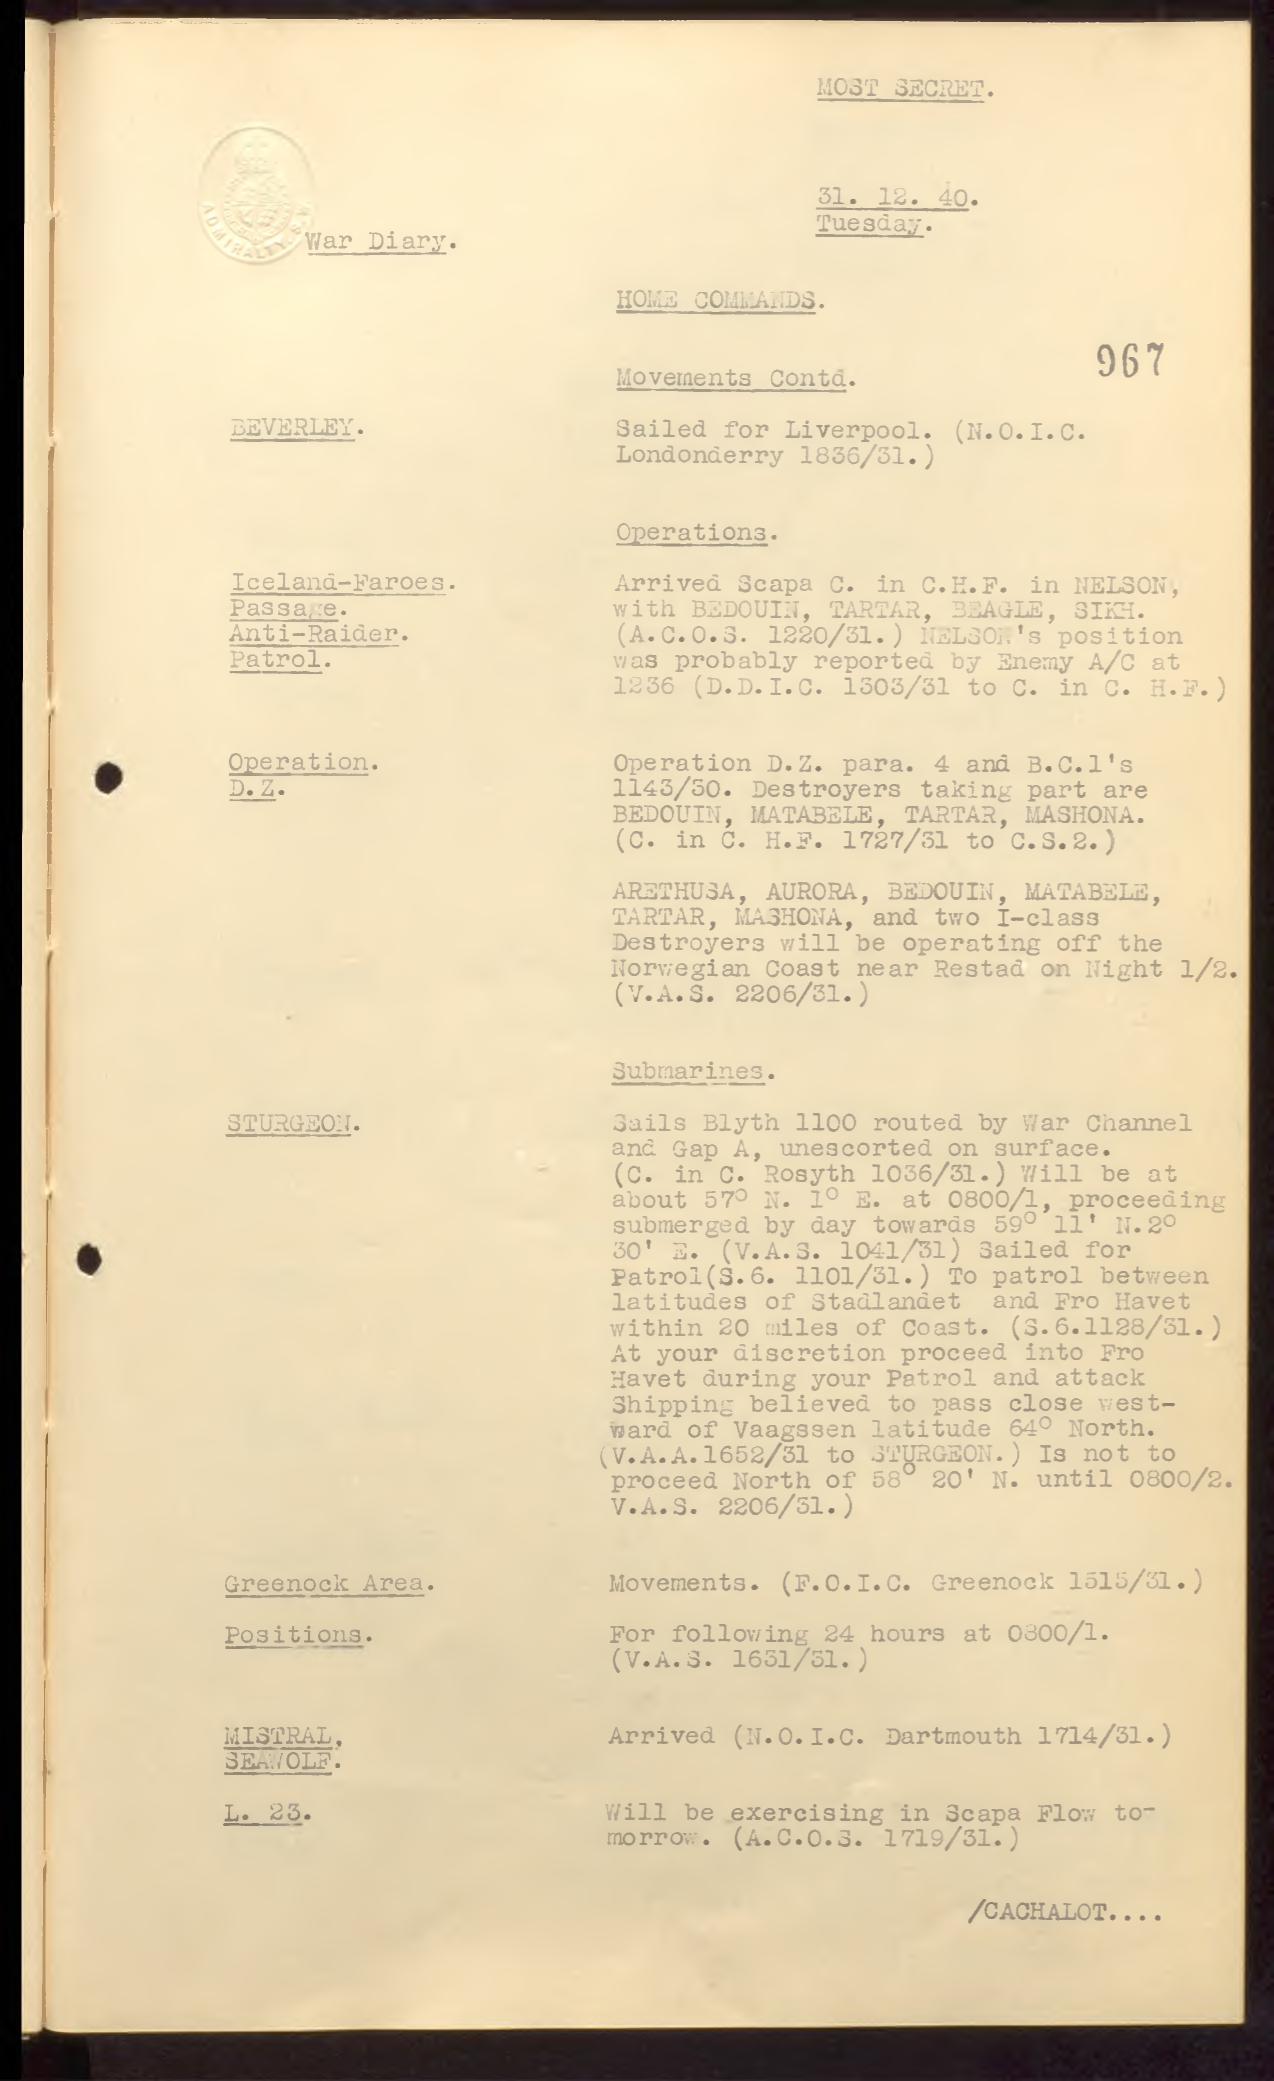 MOST SECRET.
31. 12. 40.
Tuesday.
ADMIRALTY. S.W.
War Diary.
HOME COMMANDS.
967
Movements Contd.
BEVERLEY.
Sailed for Liverpool. (N.O.I.C.
Londonderry 1836/31.)
Operations.
Iceland-Faroes.
Passage.
Anti-Raider.
Patrol.
Arrived Scapa C. in C.H.F. in NELSON,
with BEDOUIN, TARTAR, BEAGLE, SIKH.
(A.C.O.S. 1220/31.) NELSON's position
was probably reported by Enemy A/C at
1236 (D.D.I.C. 1303/31 to C. in C. H.F.)
Operation.
D.Z.
Operation D.Z. para. 4 and B.C.1's
1143/30. Destroyers taking part are
BEDOUIN, MATABELE, TARTAR, MASHONA.
(C. in C. H.F. 1727/31 to C.S.2.)
ARETHUSA, AURORA, BEDOUIN, MATABELE,
TARTAR, MASHONA, and two I-class
Destroyers will be operating off the
Norwegian Coast near Restad on Night 1/2.
(V.A.S. 2206/31.)
Submarines.
STURGEON.
Sails Blyth 1100 routed by War Channel
and Gap A, unescorted on surface.
(C. in C. Rosyth 1036/31.) Will be at
about 57° N. 1° E. at 0800/1, proceeding
submerged by day towards 59° 11' N.2°
30' E. (V.A.S. 1041/31) Sailed for
Patrol(S.6. 1101/31.) To patrol between
latitudes of Stadlandet and Fro Havet
within 20 miles of Coast. (S.6.1128/31.)
At your discretion proceed into Fro
Havet during your Patrol and attack
Shipping believed to pass close west-
ward of Vaagssen latitude 64° North.
(V.A.A.1652/31 to STURGEON.) Is not to
proceed North of 58° 20' N. until 0800/2.
V.A.S. 2206/31.)
Greenock Area.
Movements. (F.O.I.C. Greenock 1515/31.)
Positions.
For following 24 hours at 0800/1.
(V.A.S. 1631/31.)
MISTRAL,
SEAWOLF.
Arrived (N.O.I.C. Dartmouth 1714/31.)
L. 23.
Will be exercising in Scapa Flow to-
morrow. (A.C.O.S. 1719/31.)
/CACHALOT....